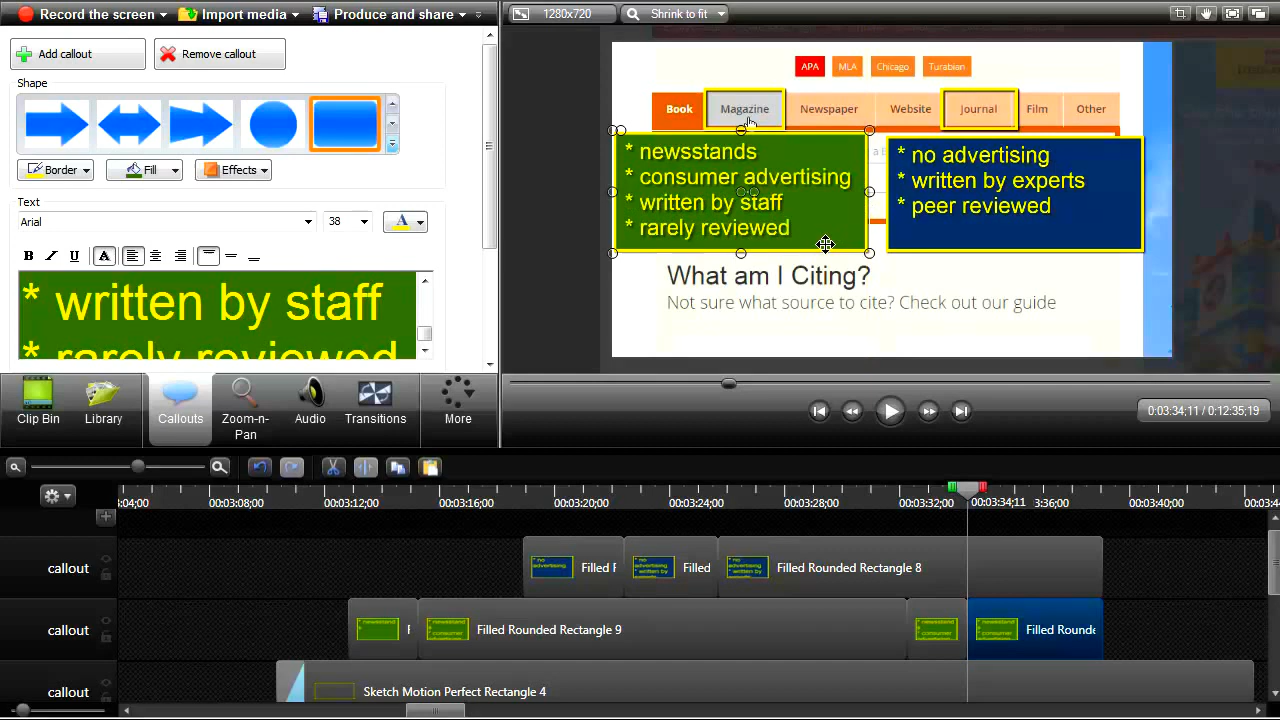 Record the screen
Import media
Produce and share
1280x720
Shrink to fit
Add callout
Remove callout
Shape
Border
Fill
Effects
Text
Arial
38
A
B I U A
* written by staff
* rarely reviewed
Clip Bin
Library
Callouts
Zoom-n-Pan
Audio
Transitions
More
APA
MLA
Chicago
Turabian
Book
Magazine
Newspaper
Website
Journal
Film
Other
* newsstands
* consumer advertising
* written by staff
* rarely reviewed
* no advertising
* written by experts
* peer reviewed
What am I Citing?
Not sure what source to cite? Check out our guide
0:03:34;11 / 0:12:35;19
3:04;00
00:03:08;00
00:03:12;00
00:03:16;00
00:03:20;00
00:03:24;00
00:03:28;00
00:03:32;00
00:03:34;11
3:36;00
00:03:40;00
00:03:44
callout
Filled F
Filled
Filled Rounded Rectangle 8
callout
F
Filled Rounded Rectangle 9
Filled Rounde
callout
Sketch Motion Perfect Rectangle 4